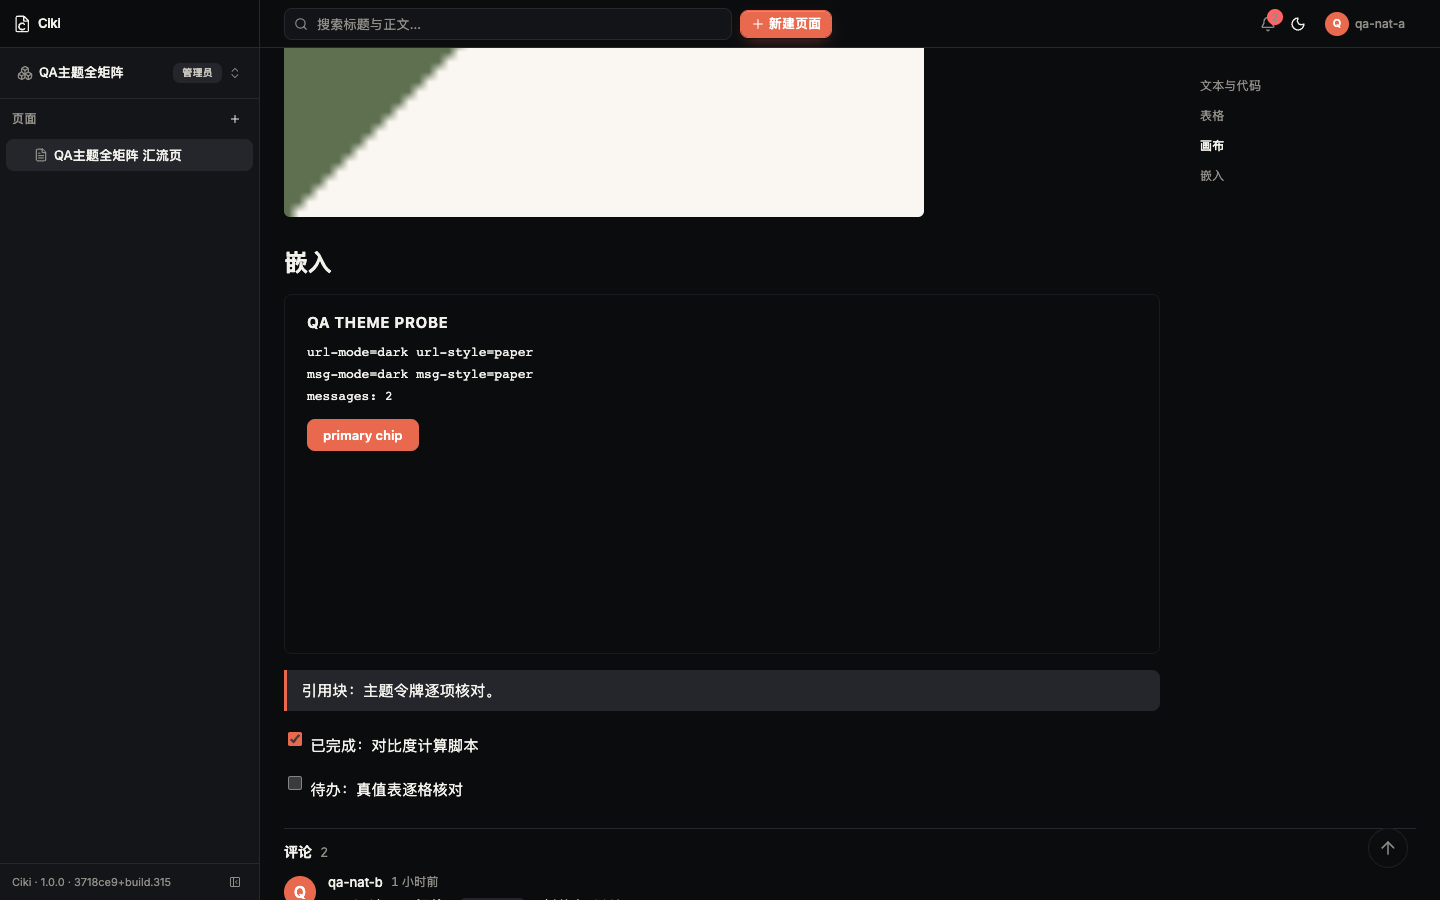 Ciki
搜索标题与正文...
新建页面
Q
qa-nat-a
QA主题全矩阵
管理员
页面
QA主题全矩阵 汇流页
文本与代码
表格
画布
嵌入
嵌入
QA THEME PROBE
url-mode=dark url-style=paper
msg-mode=dark msg-style=paper
messages: 2
primary chip
引用块：主题令牌逐项核对。
已完成：对比度计算脚本
待办：真值表逐格核对
评论 2
Q
qa-nat-b 1 小时前
Ciki · 1.0.0 · 3718ce9+build.315